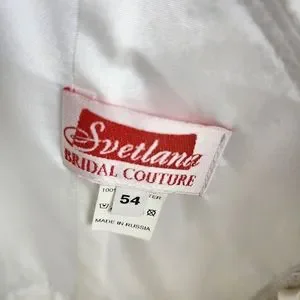 Svetlana
BRIDAL COUTURE
54
MADE IN RUSSIA